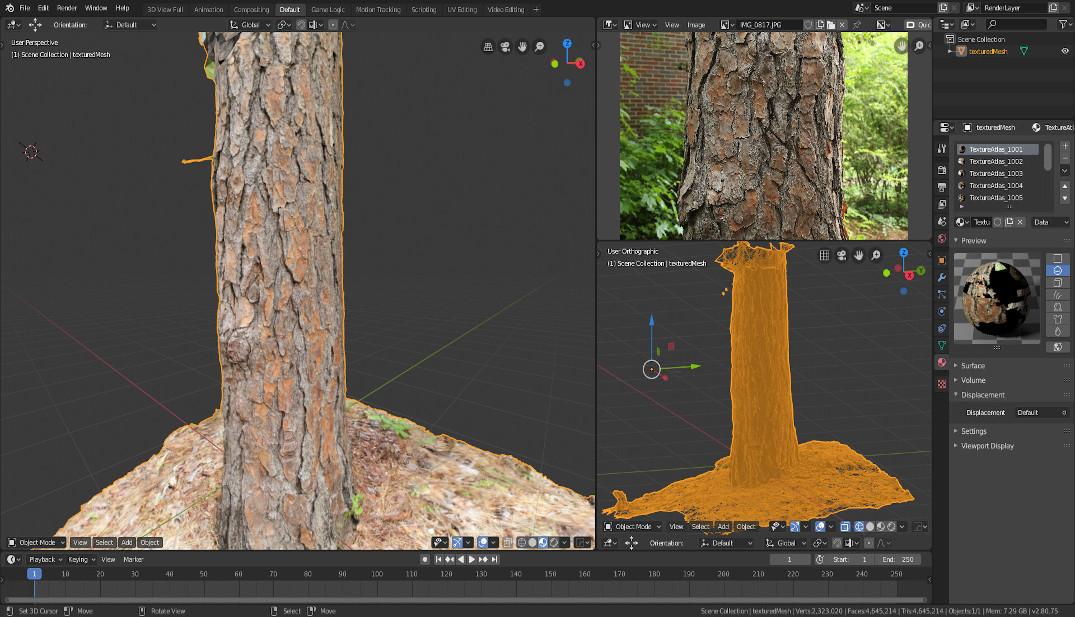 File Edit Render Window Help 3D View Full Animation Compositing Default Game Logic Motion Tracking Scripting UV Editing Video Editing + Scene RenderLayer
Orientation: Default Global View View Image IMG_0817.JPG
User Perspective
(1) Scene Collection | texturedMesh
Scene Collection
texturedMesh
texturedMesh TextureAtl
TextureAtlas_1001
TextureAtlas_1002
TextureAtlas_1003
TextureAtlas_1004
TextureAtlas_1005
Textu Data
Preview
User Orthographic
(1) Scene Collection | texturedMesh
Surface
Volume
Displacement
Displacement Default
Settings
Viewport Display
Object Mode View Select Add Object
Object Mode View Select Add Object
Orientation: Default Global
Playback Keying View Marker 1 Start: 1 End: 250
1 10 20 30 40 50 60 70 80 90 100 110 120 130 140 150 160 170 180 190 200 210 220 230 240 250
Set 3D Cursor Move Rotate View Select Move Scene Collection | texturedMesh | Verts:2,323,020 | Faces:4,645,214 | Tris:4,645,214 | Objects:1/1 | Mem: 7.29 GB | v2.80.75